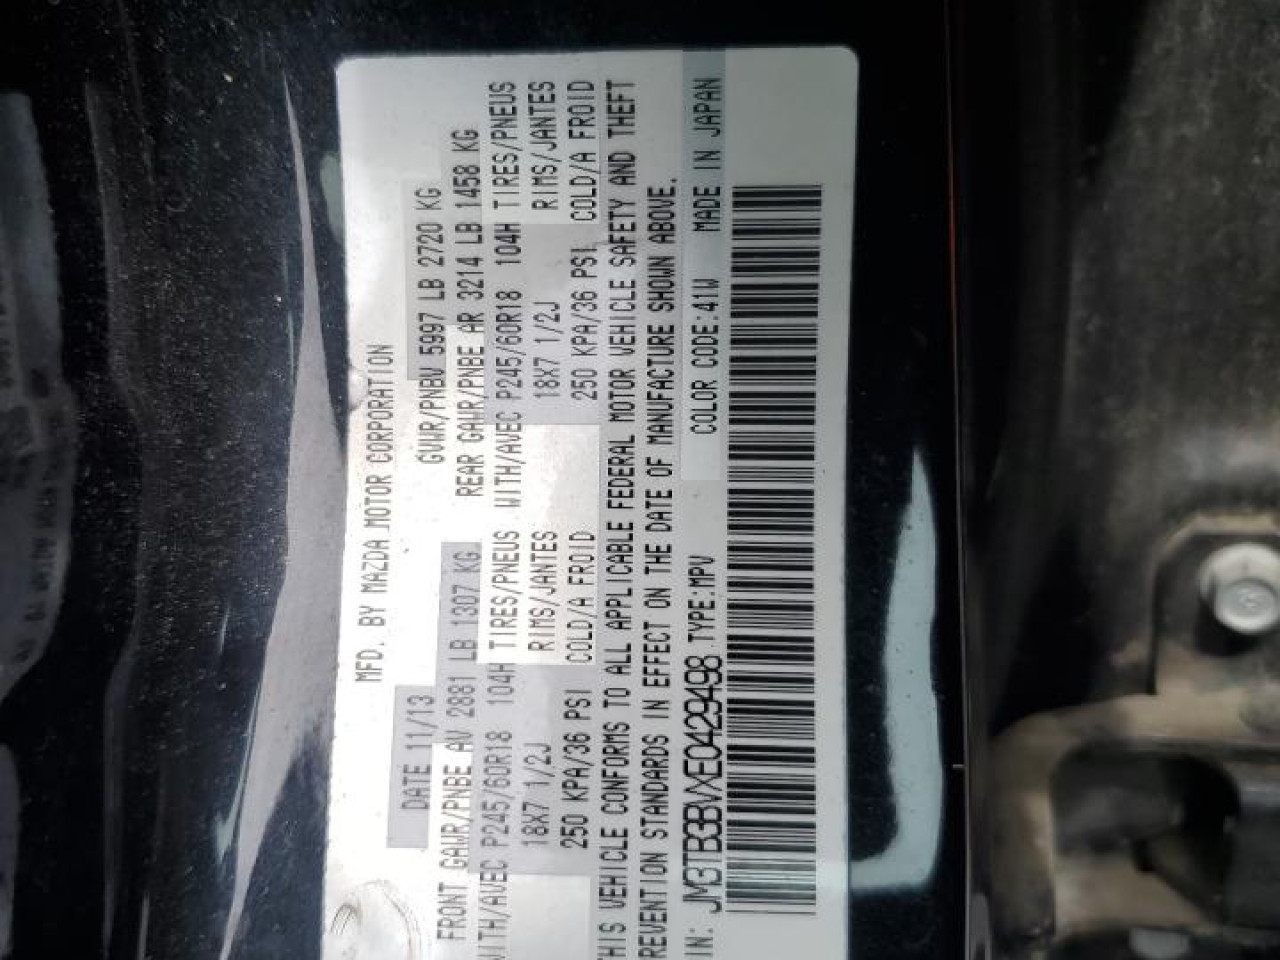 MFD. BY MAZDA MOTOR CORPORATION
DATE 11/13 GVWR/PNBV 5997 LB 2720 KG
FRONT GAWR/PNBE AV 2881 LB 1307 KG REAR GAWR/PNBE AR 3214 LB 1458 KG
WITH/AVEC P245/60R18 104H TIRES/PNEUS WITH/AVEC P245/60R18 104H TIRES/PNEUS
18X7 1/2J RIMS/JANTES 18X7 1/2J RIMS/JANTES
250 KPA/36 PSI COLD/A FROID 250 KPA/36 PSI COLD/A FROID
THIS VEHICLE CONFORMS TO ALL APPLICABLE FEDERAL MOTOR VEHICLE SAFETY AND THEFT
REVENTION STANDARDS IN EFFECT ON THE DATE OF MANUFACTURE SHOWN ABOVE.
IN: JM3TB3BVXE0429498 TYPE:MPV COLOR CODE:41W MADE IN JAPAN